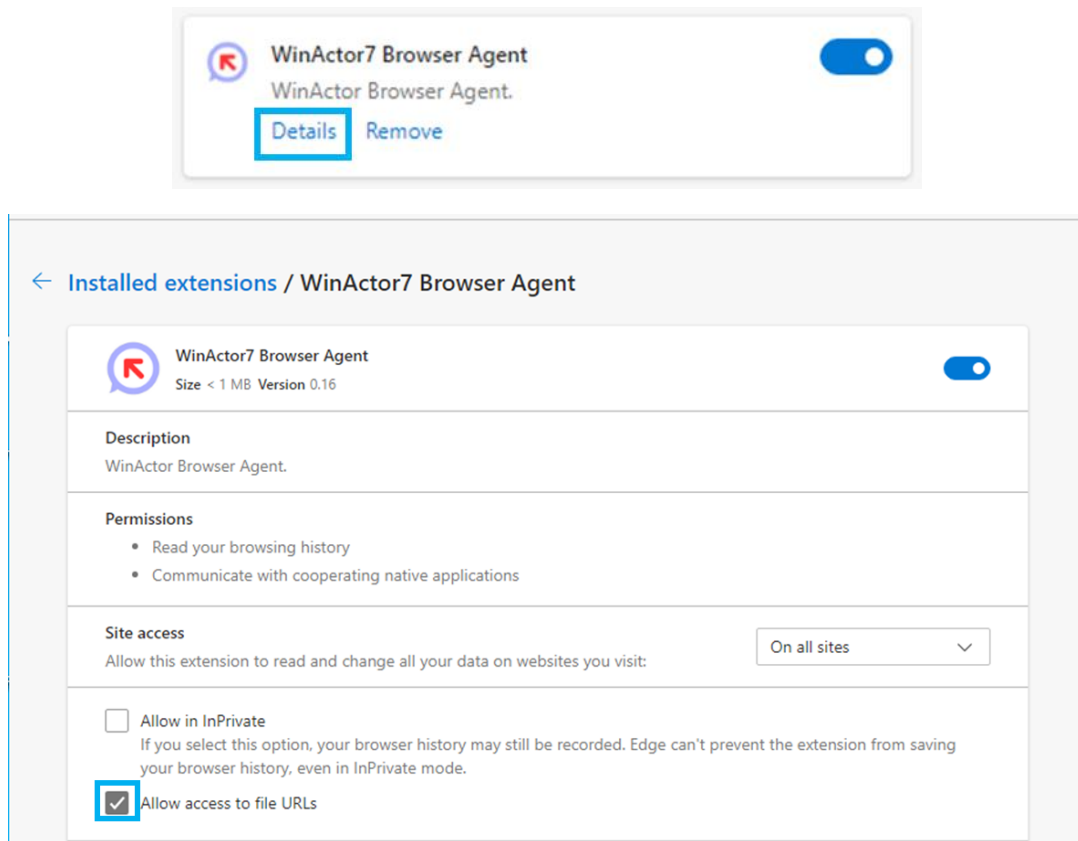 WinActor7 Browser Agent
WinActor Browser Agent.
Details Remove
Installed extensions / WinActor7 Browser Agent
WinActor7 Browser Agent
Size < 1 MB Version 0.16
Description
WinActor Browser Agent.
Permissions
• Read your browsing history
• Communicate with cooperating native applications
Site access
Allow this extension to read and change all your data on websites you visit:
On all sites
Allow in InPrivate
If you select this option, your browser history may still be recorded. Edge can't prevent the extension from saving
your browser history, even in InPrivate mode.
Allow access to file URLs